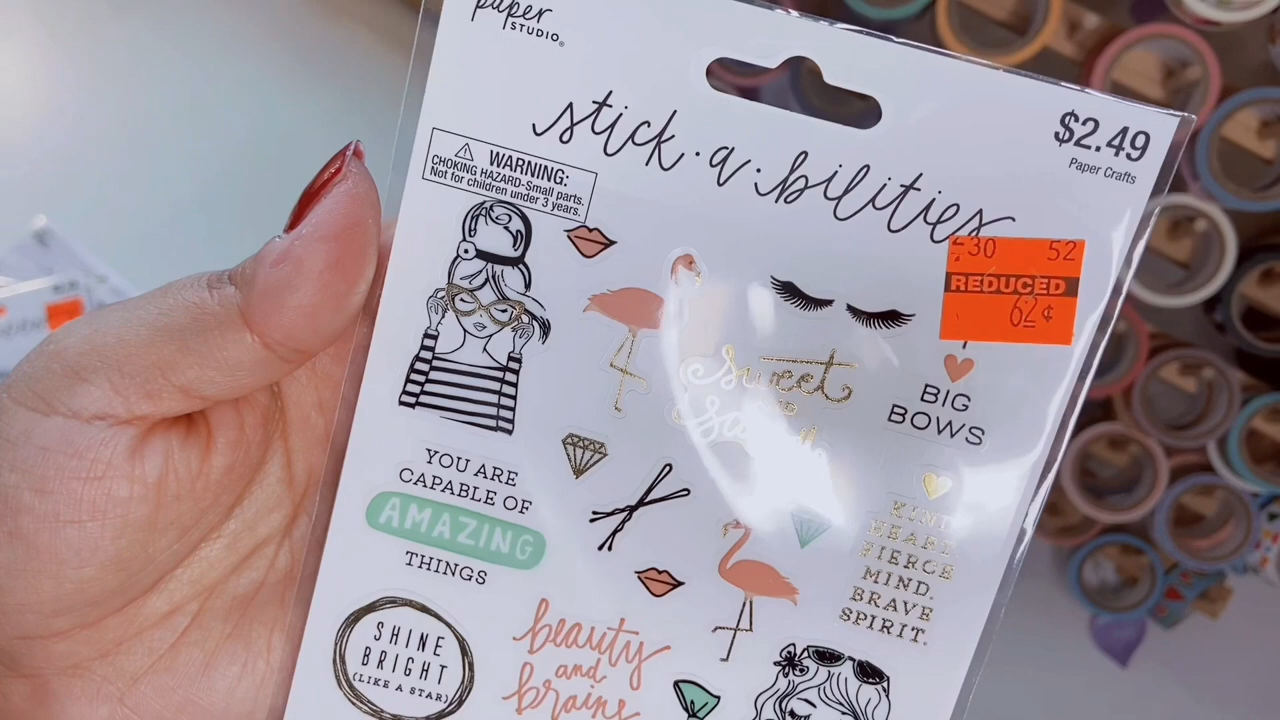 paper
STUDIO
stick·a·bilities
$2.49
Paper Crafts
WARNING:
CHOKING HAZARD-Small parts.
Not for children under 3 years.
30 52
REDUCED
62¢
sweet
BIG
BOWS
YOU ARE
CAPABLE OF
AMAZING
THINGS
KIND
HEART
FIERCE
MIND.
BRAVE
SPIRIT.
SHINE
BRIGHT
(LIKE A STAR)
beauty
and
brains